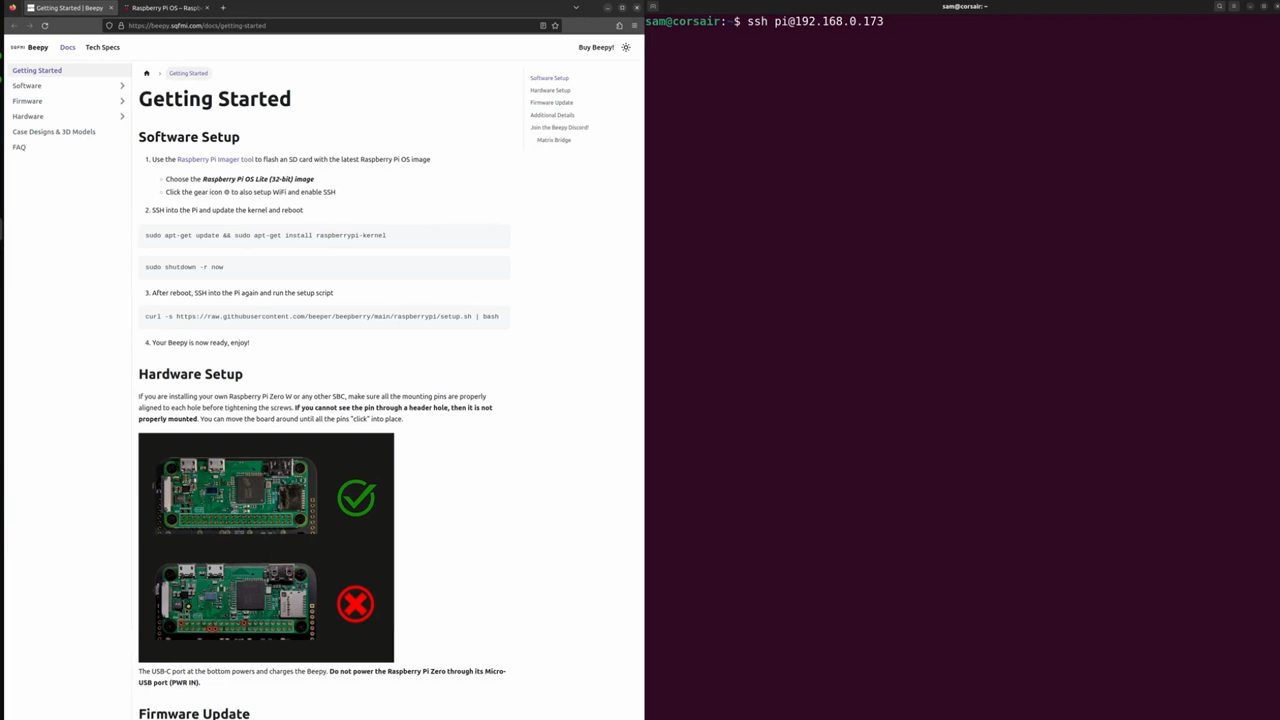 Getting Started | Beepy
Raspberry Pi OS – Raspb
https://beepy.sqfmi.com/docs/getting-started
SQFMI Beepy
Docs
Tech Specs
Buy Beepy!
Getting Started
Software
Firmware
Hardware
Case Designs & 3D Models
FAQ
Getting Started
Getting Started
Software Setup
1. Use the Raspberry Pi Imager tool to flash an SD card with the latest Raspberry Pi OS image
Choose the Raspberry Pi OS Lite (32-bit) image
Click the gear icon ⚙ to also setup WiFi and enable SSH
2. SSH into the Pi and update the kernel and reboot
sudo apt-get update && sudo apt-get install raspberrypi-kernel
sudo shutdown -r now
3. After reboot, SSH into the Pi again and run the setup script
curl -s https://raw.githubusercontent.com/beeper/beepberry/main/raspberrypi/setup.sh | bash
4. Your Beepy is now ready, enjoy!
Hardware Setup
If you are installing your own Raspberry Pi Zero W or any other SBC, make sure all the mounting pins are properly
aligned to each hole before tightening the screws. If you cannot see the pin through a header hole, then it is not
properly mounted. You can move the board around until all the pins "click" into place.
The USB-C port at the bottom powers and charges the Beepy. Do not power the Raspberry Pi Zero through its Micro-
USB port (PWR IN).
Firmware Update
Software Setup
Hardware Setup
Firmware Update
Additional Details
Join the Beepy Discord!
Matrix Bridge
sam@corsair: ~
sam@corsair:~$ ssh pi@192.168.0.173